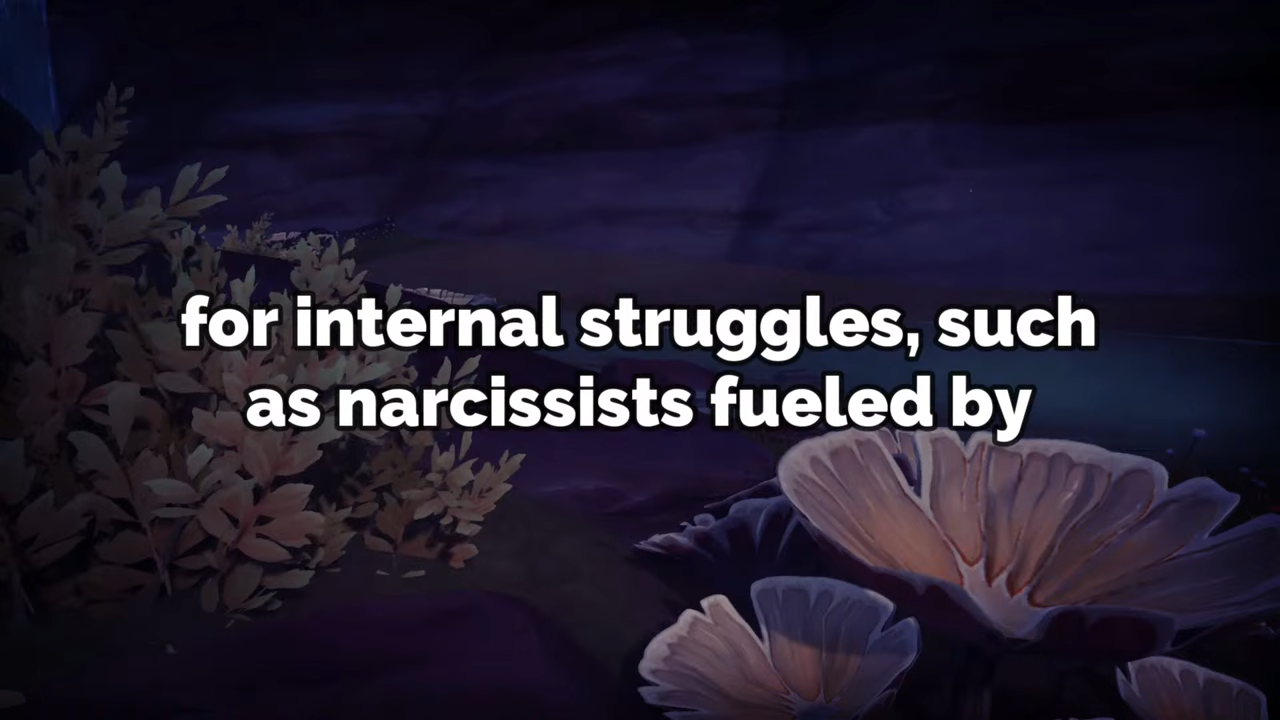 for internal struggles, such
as narcissists fueled by